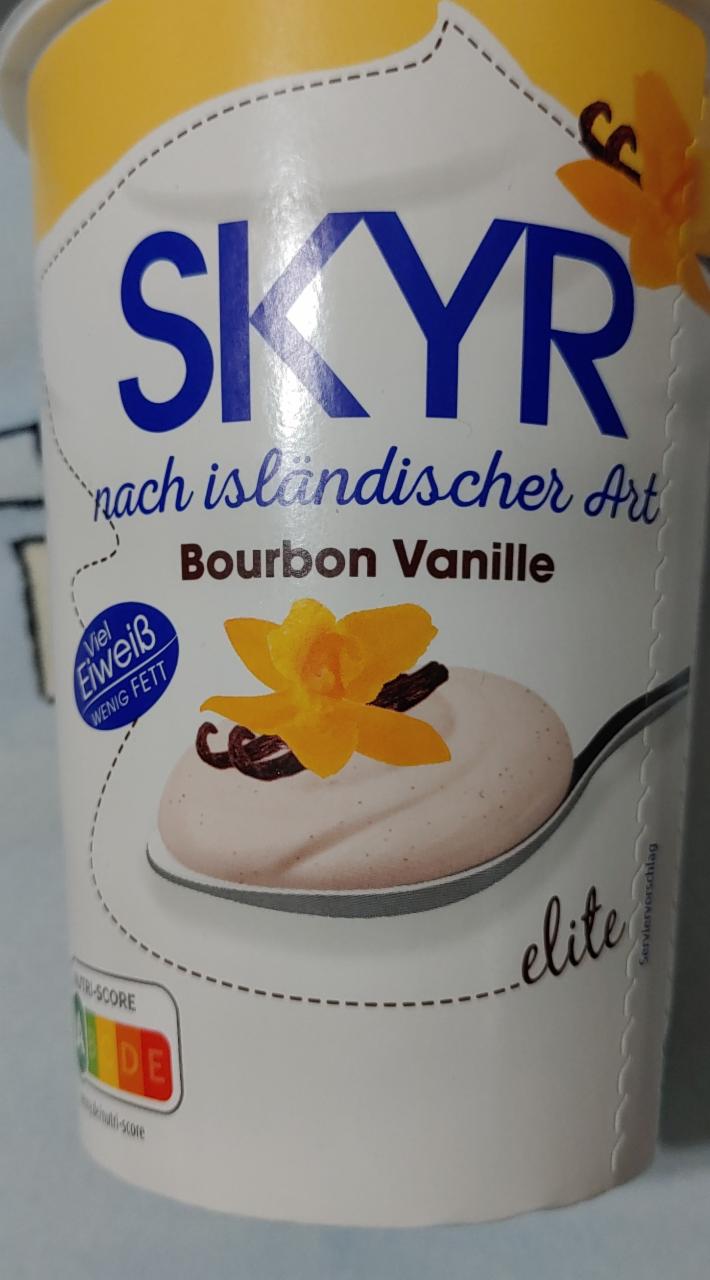 SKYR
nach isländischer Art
Bourbon Vanille
Viel
Eiweiß
WENIG FETT
elite
Serviervorschlag
NUTRI-SCORE
A B C D E